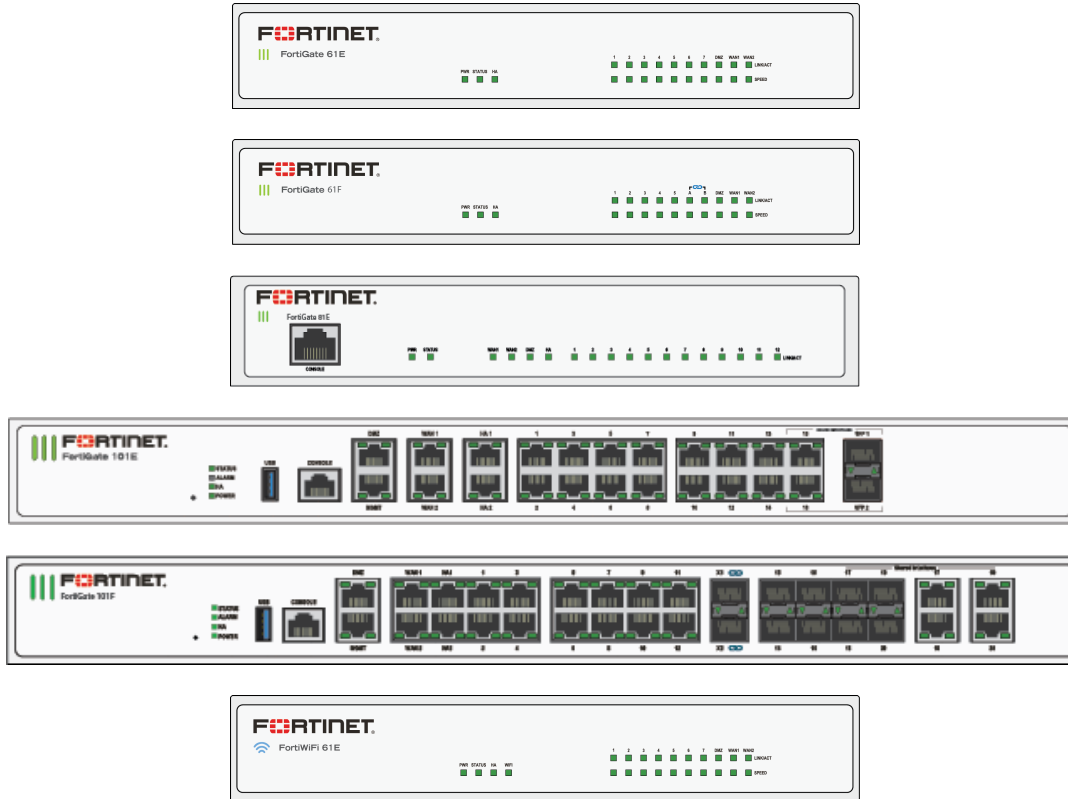 FORTINET
FortiGate 61E
1 2 3 4 5 6 7 DMZ WAN1 WAN2
LINK/ACT
PWR STATUS HA
SPEED
FORTINET
FortiGate 61F
1 2 3 4 5 A B DMZ WAN1 WAN2
LINK/ACT
PWR STATUS HA
SPEED
FORTINET
FortiGate 81E
PWR STATUS WAN1 WAN2 DMZ HA 1 2 3 4 5 6 7 8 9 10 11 12
LINK/ACT
CONSOLE
FORTINET
FortiGate 101E
DMZ WAN 1 HA 1 1 3 5 7 9 11 13 15 SFP 1
USB CONSOLE
STATUS
ALARM
HA
POWER
MGMT WAN 2 HA 2 2 4 6 8 10 12 14 16 SFP 2
FORTINET
FortiGate 101F
Shared Interfaces
DMZ WAN1 HA1 1 3 5 7 9 11 X1
USB CONSOLE
STATUS
ALARM
HA
POWER
MGMT WAN2 HA2 2 4 6 8 10 12 X2
FORTINET
FortiWiFi 61E
1 2 3 4 5 6 7 DMZ WAN1 WAN2
LINK/ACT
PWR STATUS HA WIFI
SPEED